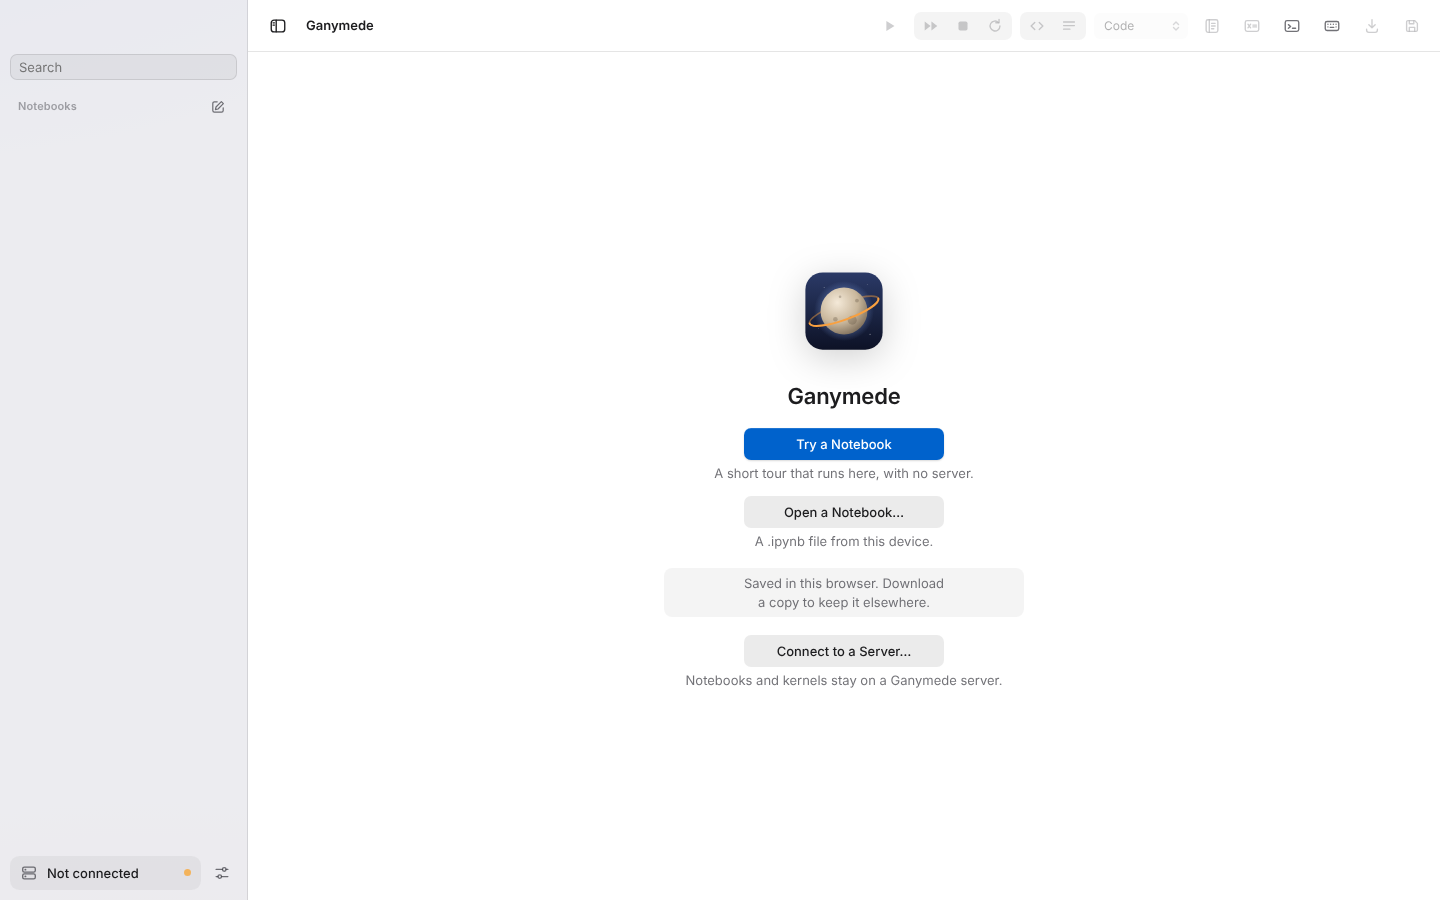 Ganymede
Code
Search
Notebooks
Ganymede
Try a Notebook
A short tour that runs here, with no server.
Open a Notebook...
A .ipynb file from this device.
Saved in this browser. Download
a copy to keep it elsewhere.
Connect to a Server...
Notebooks and kernels stay on a Ganymede server.
Not connected